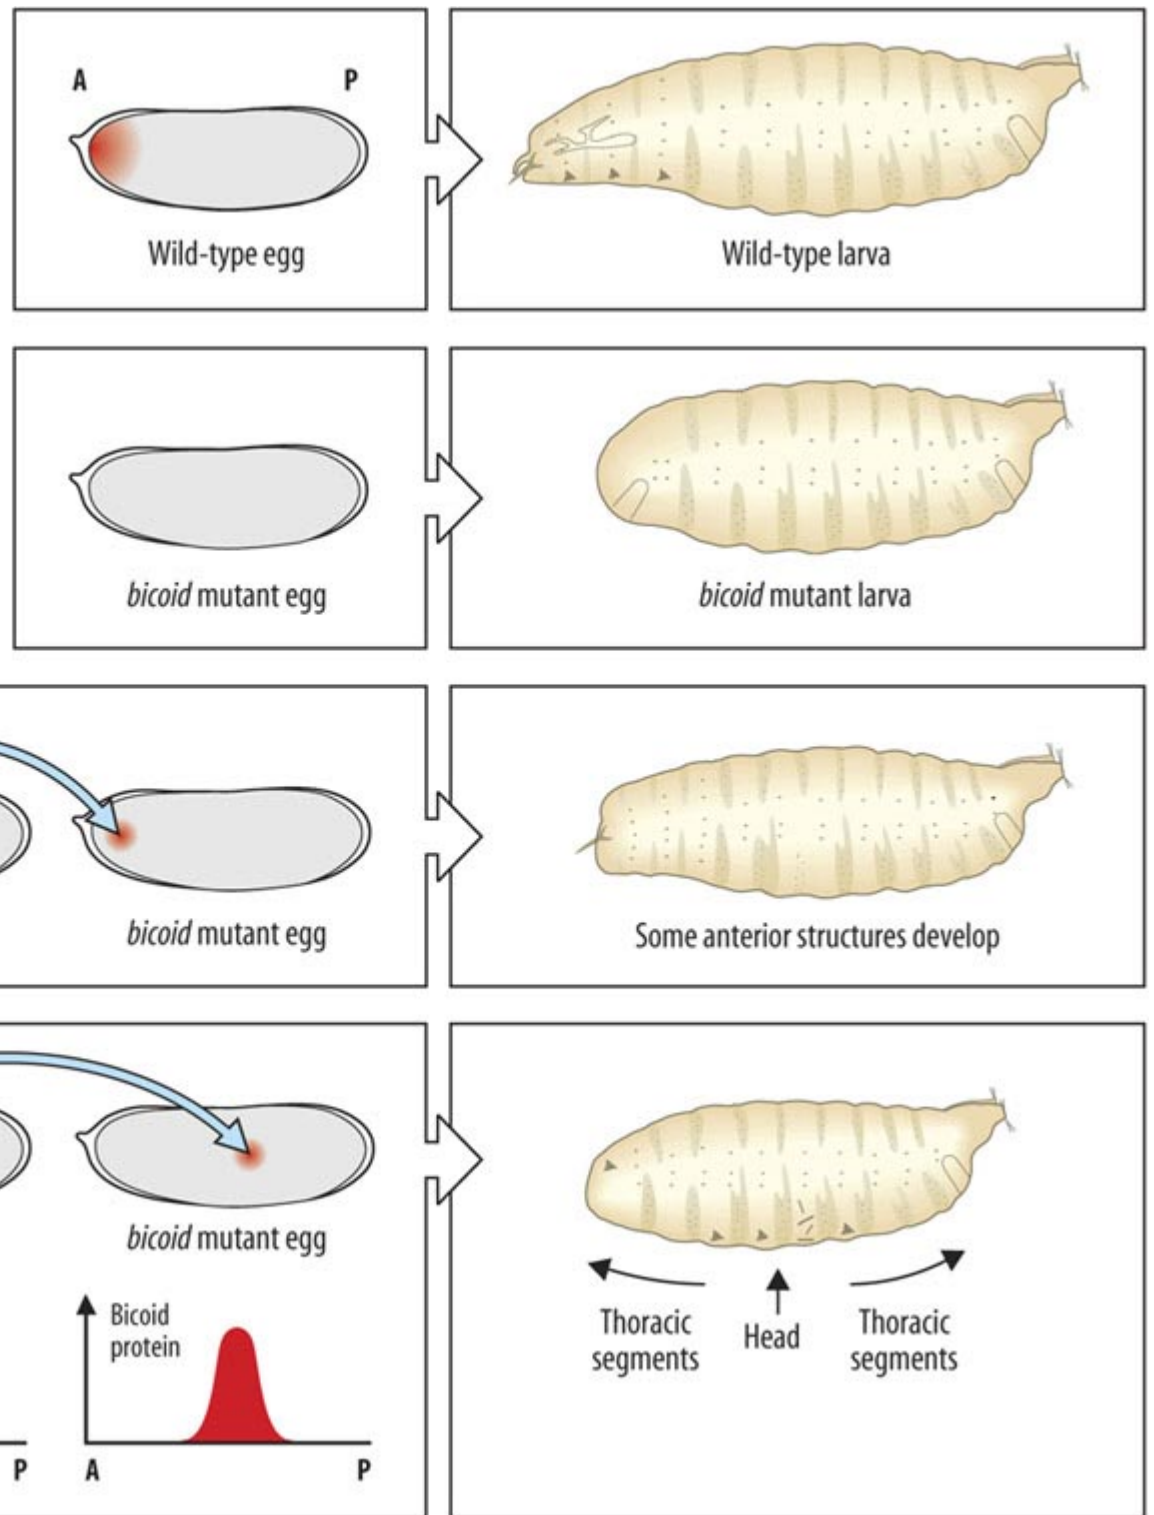 A
P
Wild-type egg
Wild-type larva
bicoid mutant egg
bicoid mutant larva
bicoid mutant egg
Some anterior structures develop
bicoid mutant egg
Bicoid
protein
P
A
P
Thoracic
segments
Head
Thoracic
segments